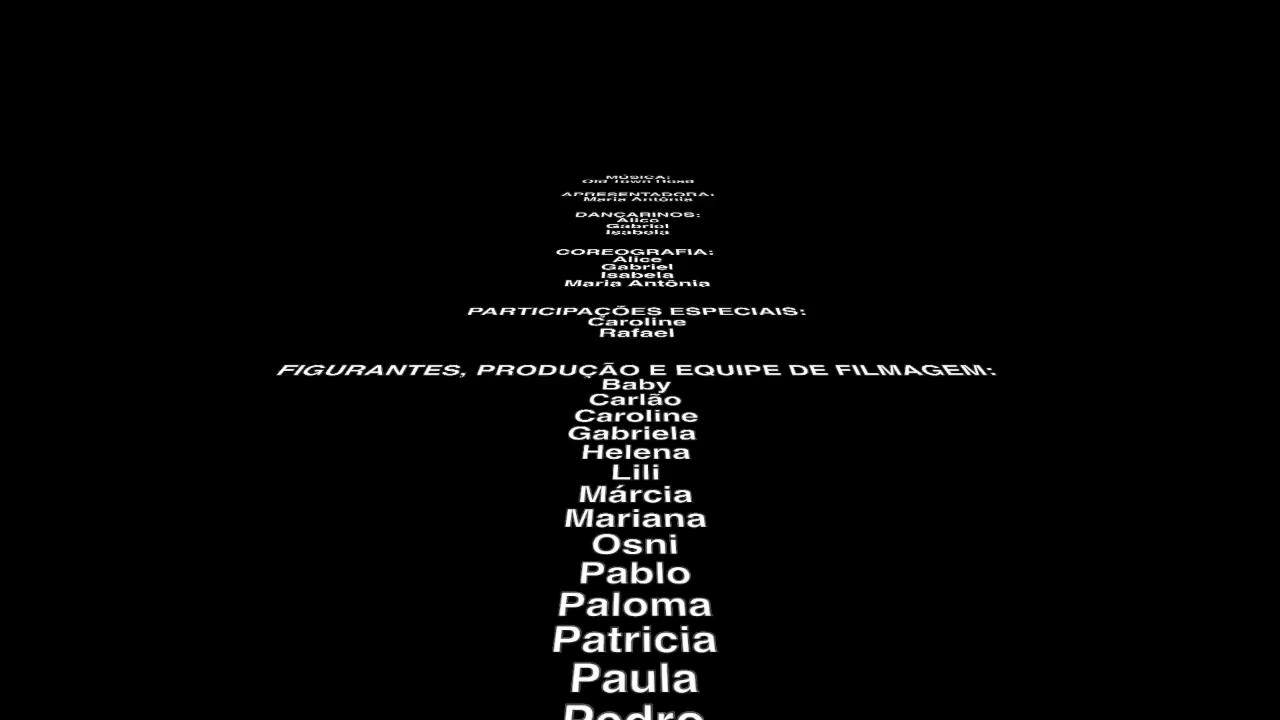 MÚSICA:
Old Town Road
APRESENTADORA:
Maria Antônia
DANÇARINOS:
Alice
Gabriel
Isabela
COREOGRAFIA:
Alice
Gabriel
Isabela
Maria Antônia
PARTICIPAÇÕES ESPECIAIS:
Caroline
Rafael
FIGURANTES, PRODUÇÃO E EQUIPE DE FILMAGEM:
Baby
Carlão
Caroline
Gabriela
Helena
Lili
Márcia
Mariana
Osni
Pablo
Paloma
Patricia
Paula
Pedro